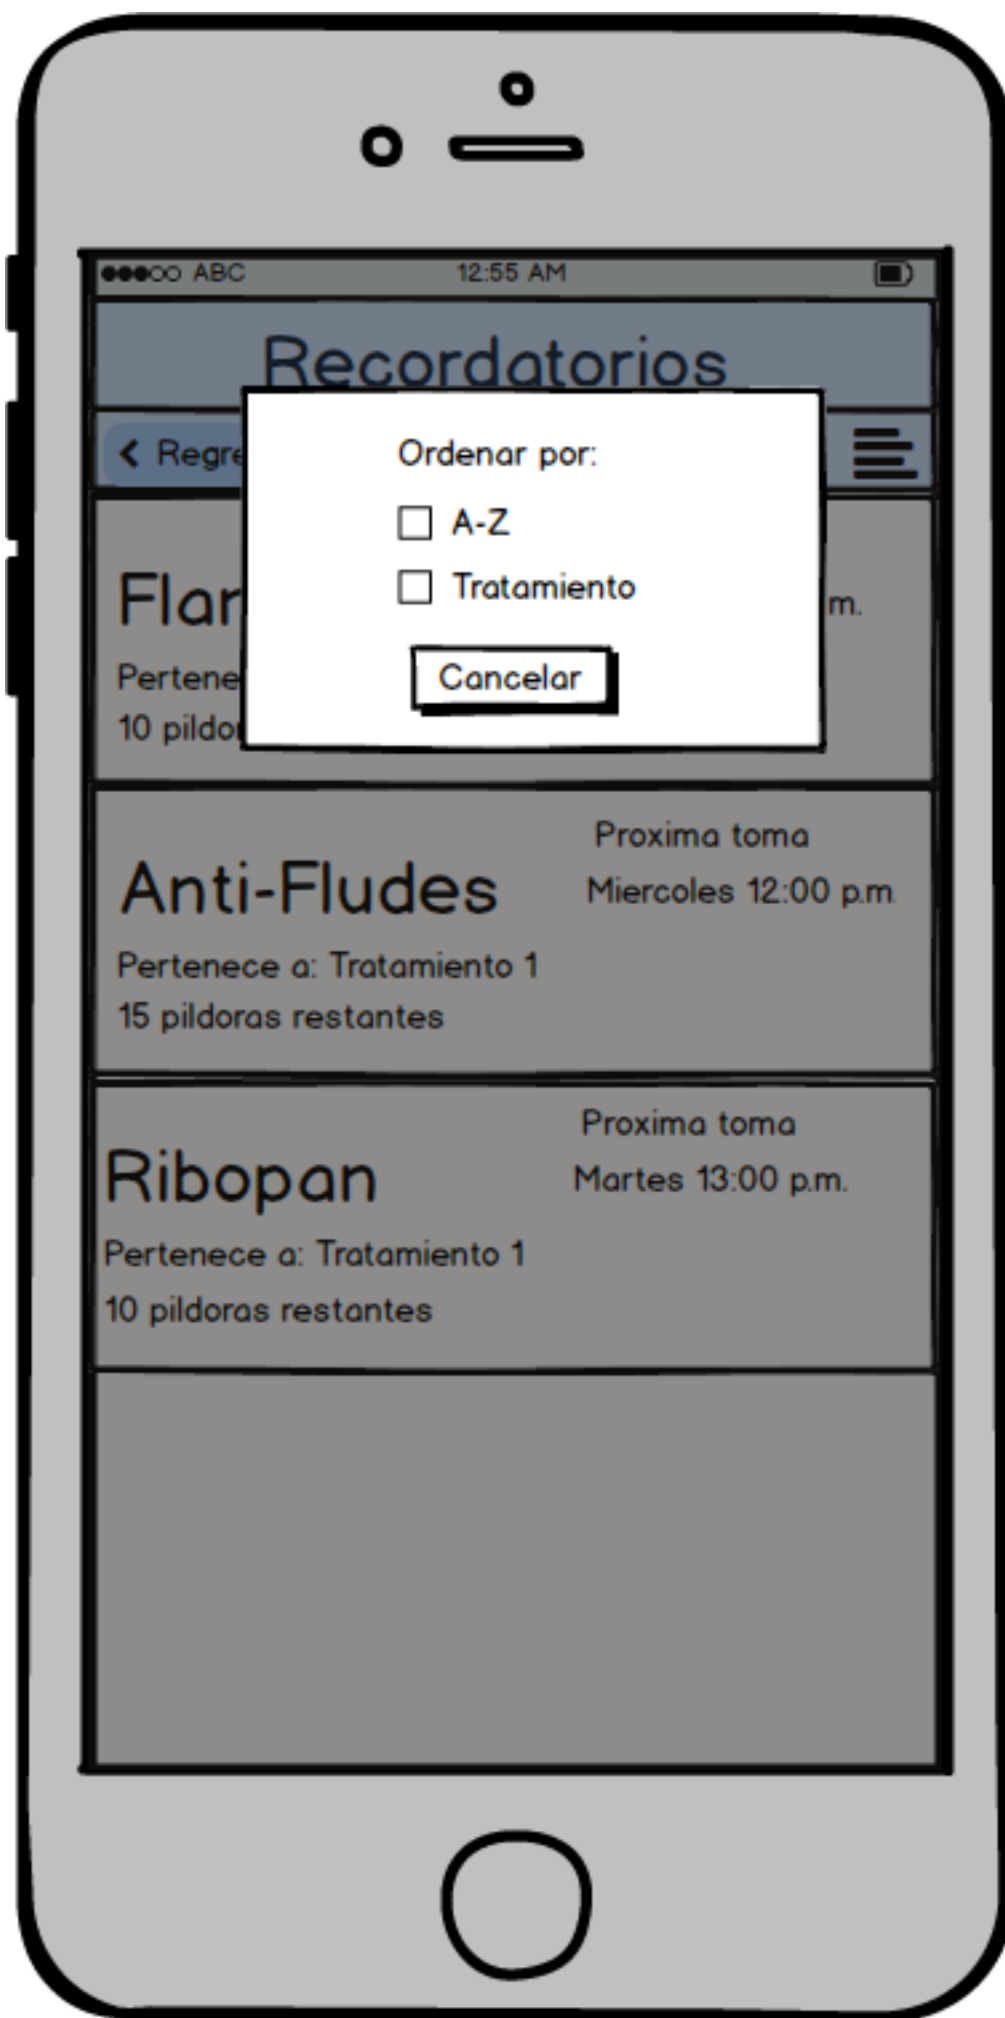 ABC 12:55 AM
Recordatorios
Ordenar por:
A-Z
Tratamiento
Cancelar
m.
10
Proxima toma
Anti-Fludes
Miercoles 12:00 p.m.
Pertenece a: Tratamiento 1
15 pildoras restantes
Proxima toma
Ribopan
Martes 13:00 p.m.
Pertenece a: Tratamiento 1
10 pildoras restantes